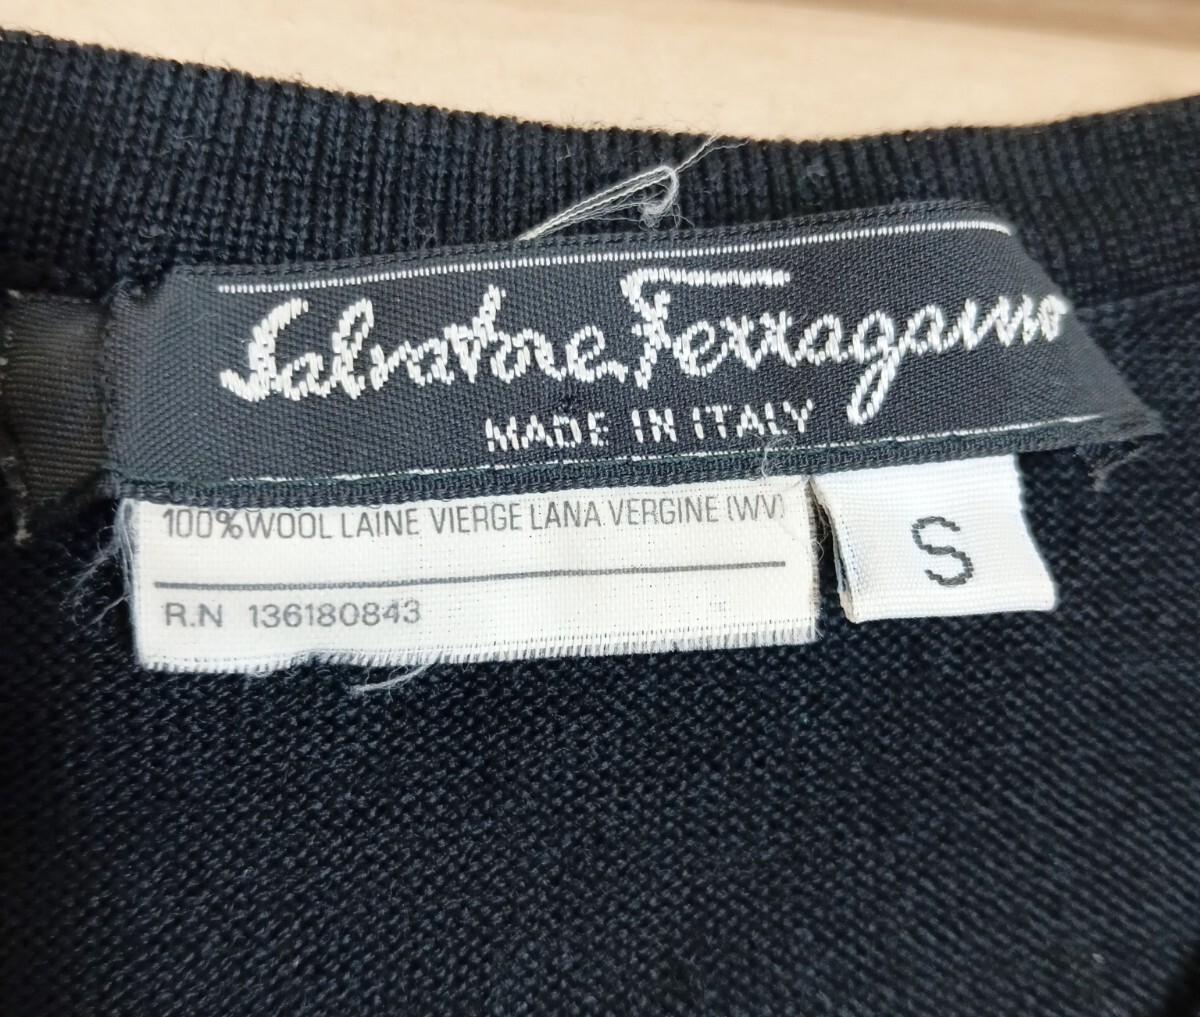 Salvatore Ferragamo
MADE IN ITALY
100%WOOL LAINE VIERGE LANA VERGINE (WV)
R.N 136180843
S